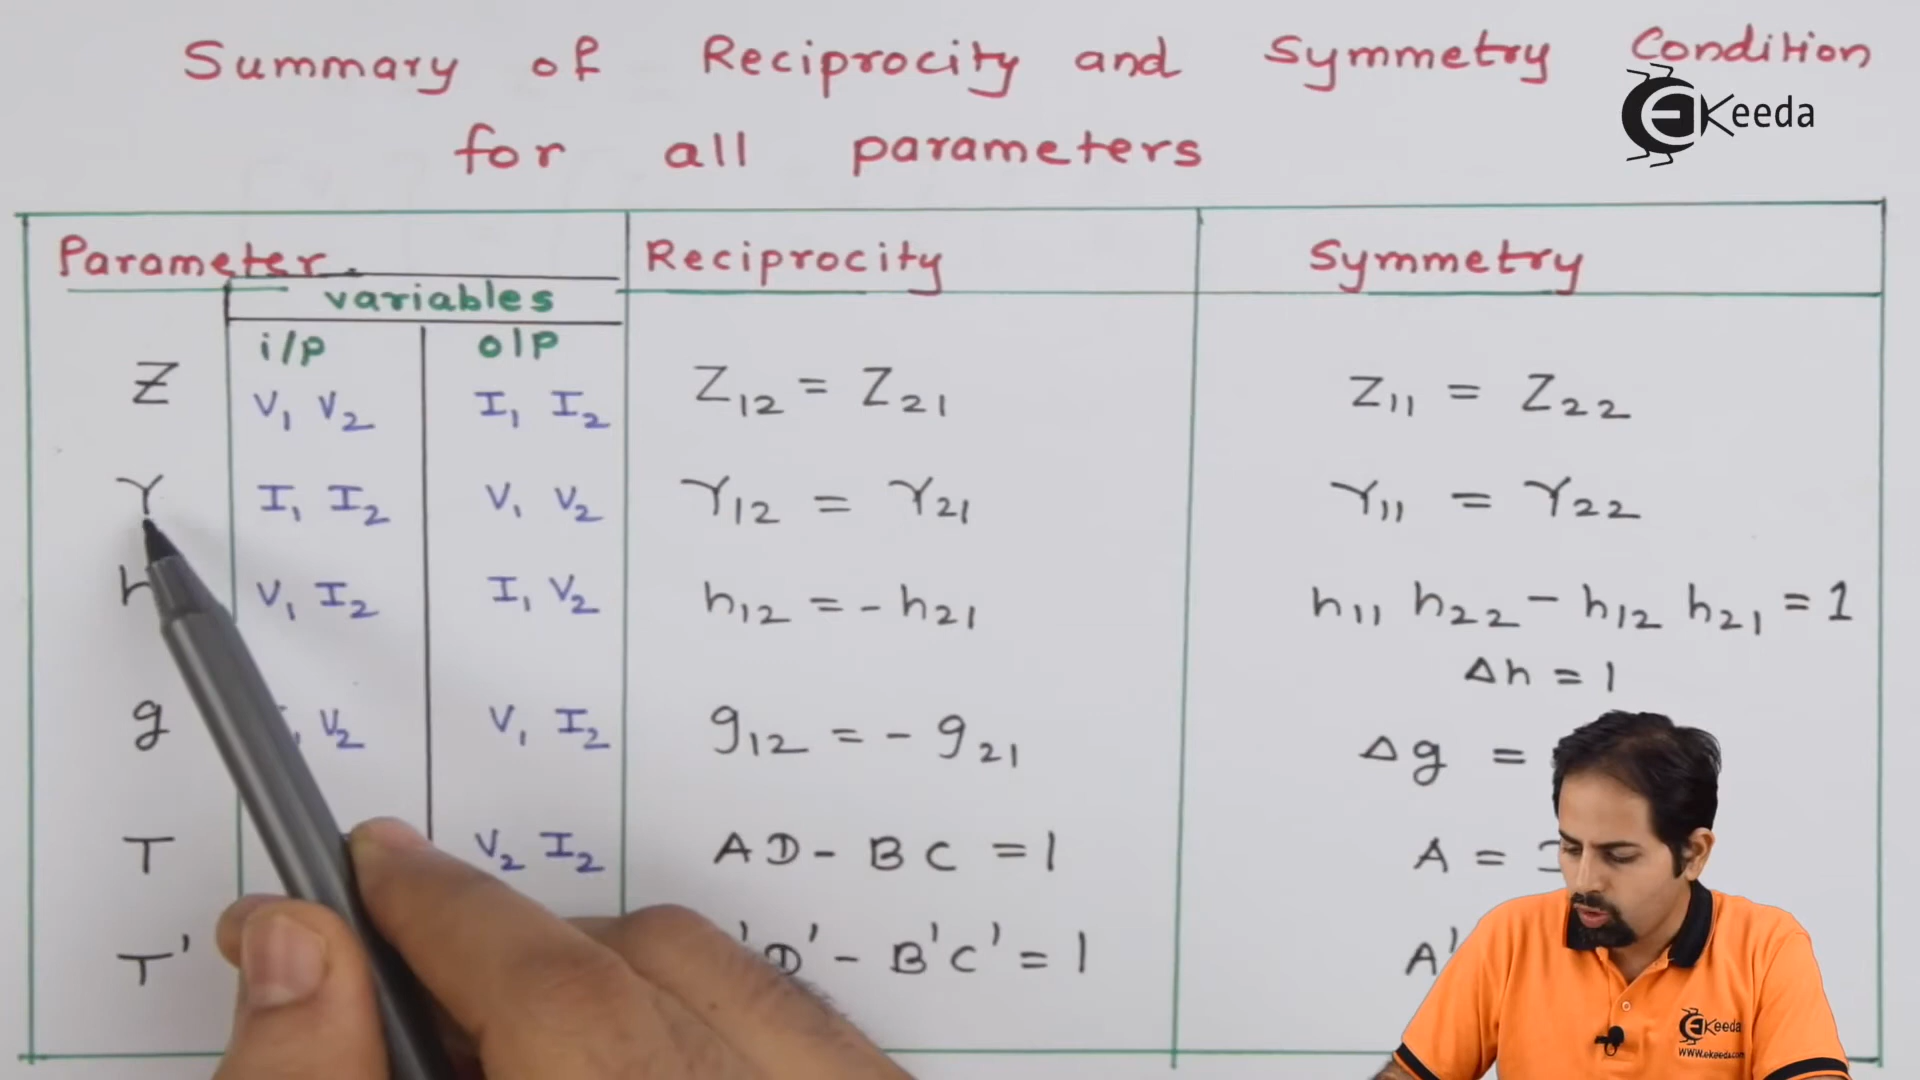 Summary of Reciprocity and Symmetry Condition
for all parameters
EKeeda
Parameter Reciprocity Symmetry
variables
i/p o/p
Z V1 V2 I1 I2 Z12 = Z21 Z11 = Z22
Y I1 I2 V1 V2 Y12 = Y21 Y11 = Y22
h V1 I2 I1 V2 h12 = - h21 h11 h22 - h12 h21 = 1
Δh = 1
g V2 V1 I2 g12 = - g21 Δg =
T V2 I2 AD - BC = 1 A =
T' 'D' - B'C' = 1 A'
EKeeda
www.ekeeda.com